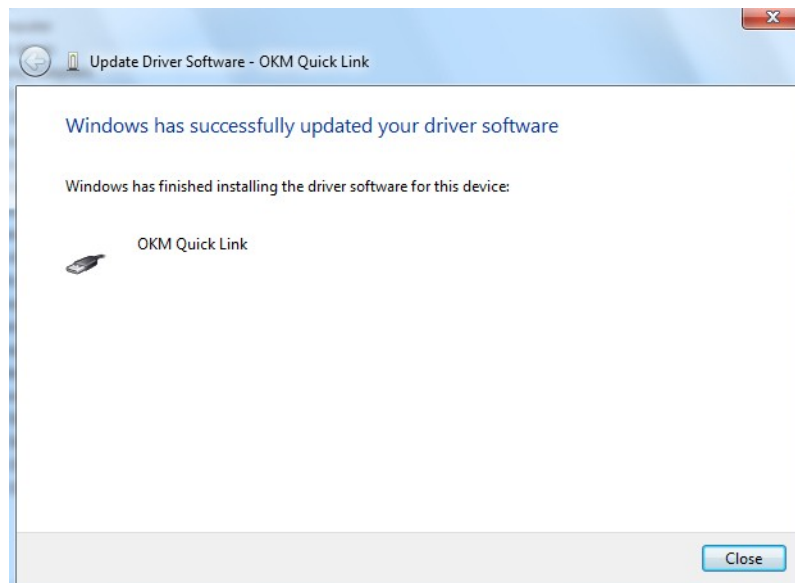 Update Driver Software - OKM Quick Link
Windows has successfully updated your driver software
Windows has finished installing the driver software for this device:
OKM Quick Link
Close